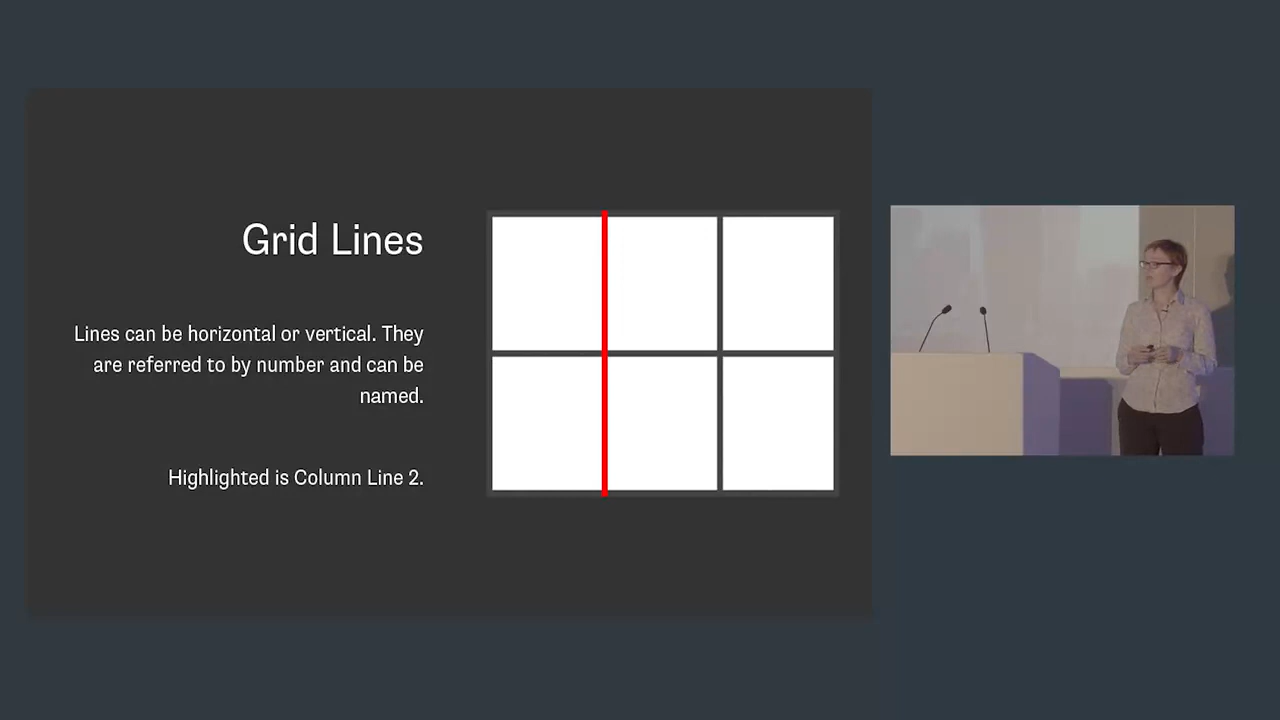 Grid Lines
Lines can be horizontal or vertical. They
are referred to by number and can be
named.
Highlighted is Column Line 2.